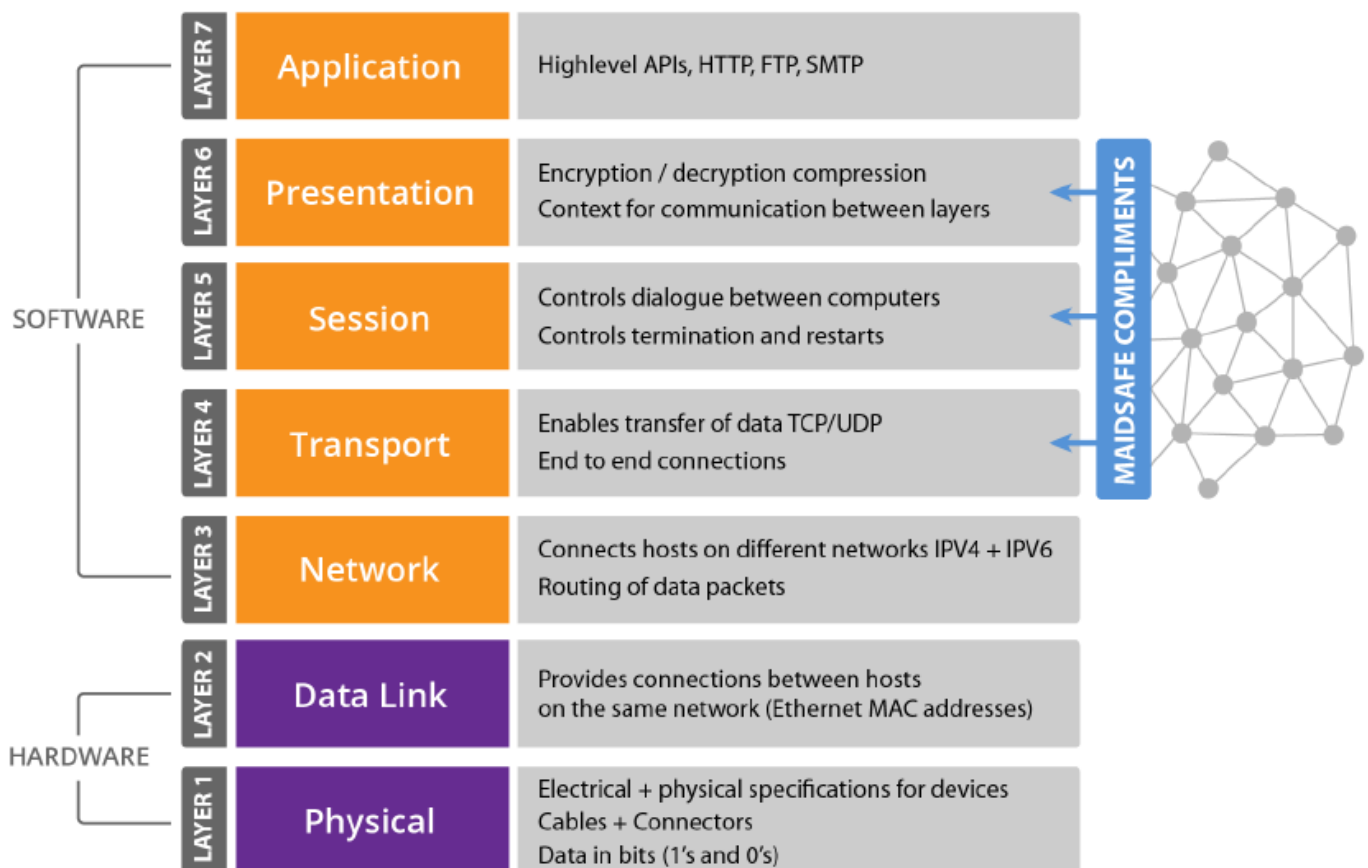 LAYER 7
Application
Highlevel APIs, HTTP, FTP, SMTP
LAYER 6
Presentation
Encryption / decryption compression
Context for communication between layers
MAIDSAFE COMPLIMENTS
SOFTWARE
LAYER 5
Session
Controls dialogue between computers
Controls termination and restarts
LAYER 4
Transport
Enables transfer of data TCP/UDP
End to end connections
LAYER 3
Network
Connects hosts on different networks IPV4 + IPV6
Routing of data packets
HARDWARE
LAYER 2
Data Link
Provides connections between hosts
on the same network (Ethernet MAC addresses)
LAYER 1
Physical
Electrical + physical specifications for devices
Cables + Connectors
Data in bits (1's and 0's)